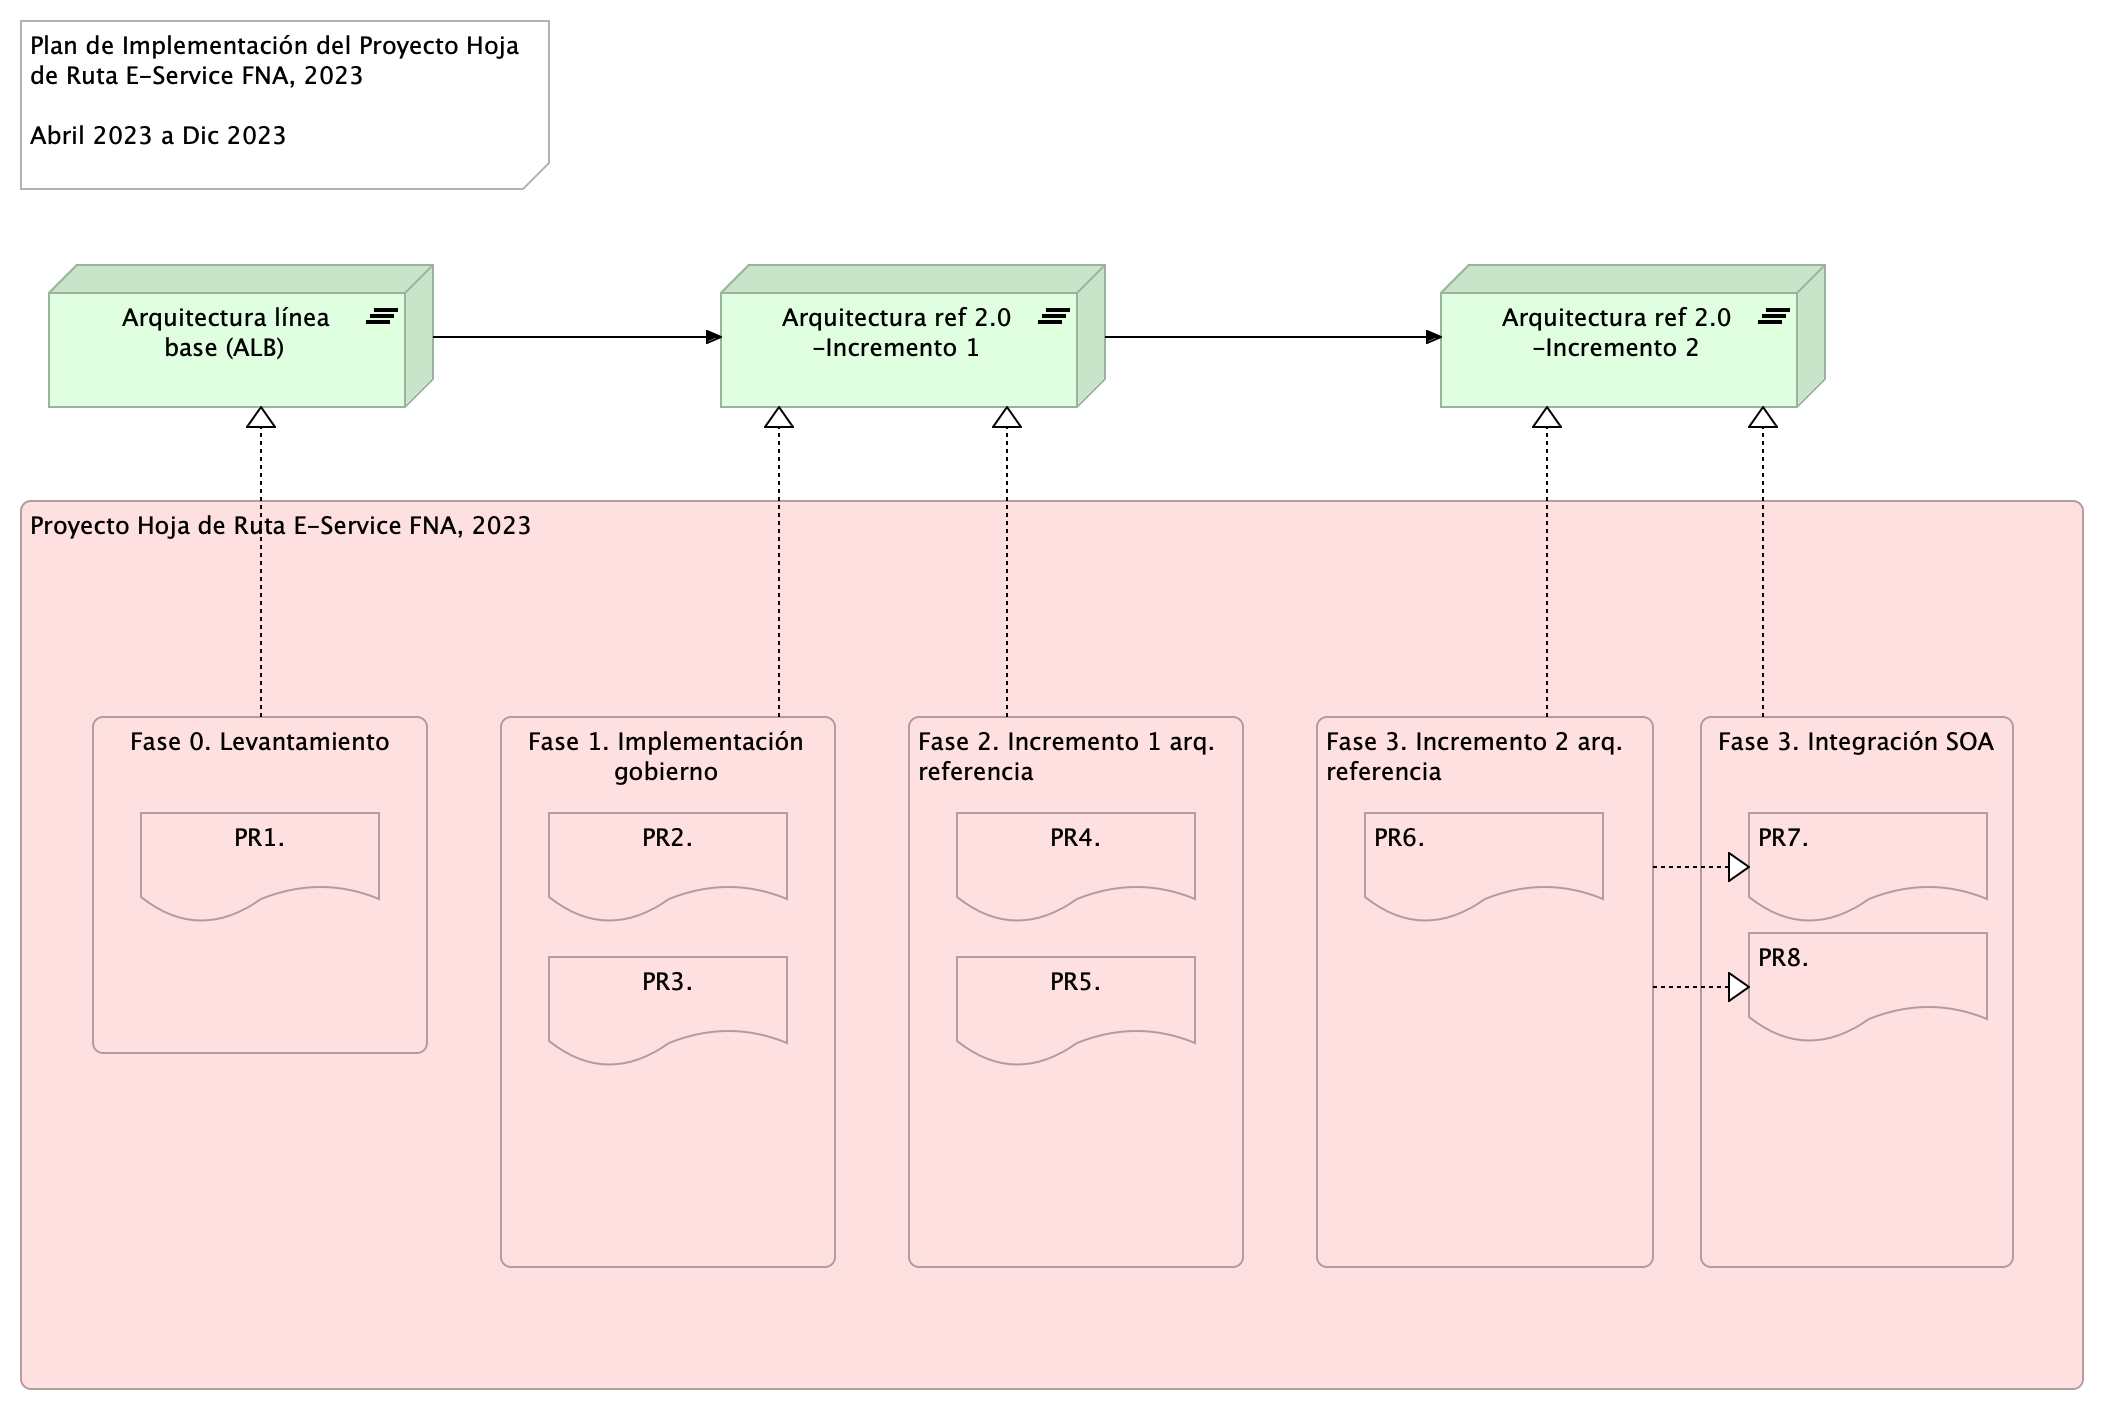 Plan de Implementación del Proyecto Hoja
de Ruta E-Service FNA, 2023
Abril 2023 a Dic 2023
Arquitectura línea
base (ALB)
Arquitectura ref 2.0
-Incremento 1
Arquitectura ref 2.0
-Incremento 2
Proyecto Hoja de Ruta E-Service FNA, 2023
Fase 0. Levantamiento
PR1.
Fase 1. Implementación
gobierno
PR2.
PR3.
Fase 2. Incremento 1 arq.
referencia
PR4.
PR5.
Fase 3. Incremento 2 arq.
referencia
PR6.
Fase 3. Integración SOA
PR7.
PR8.